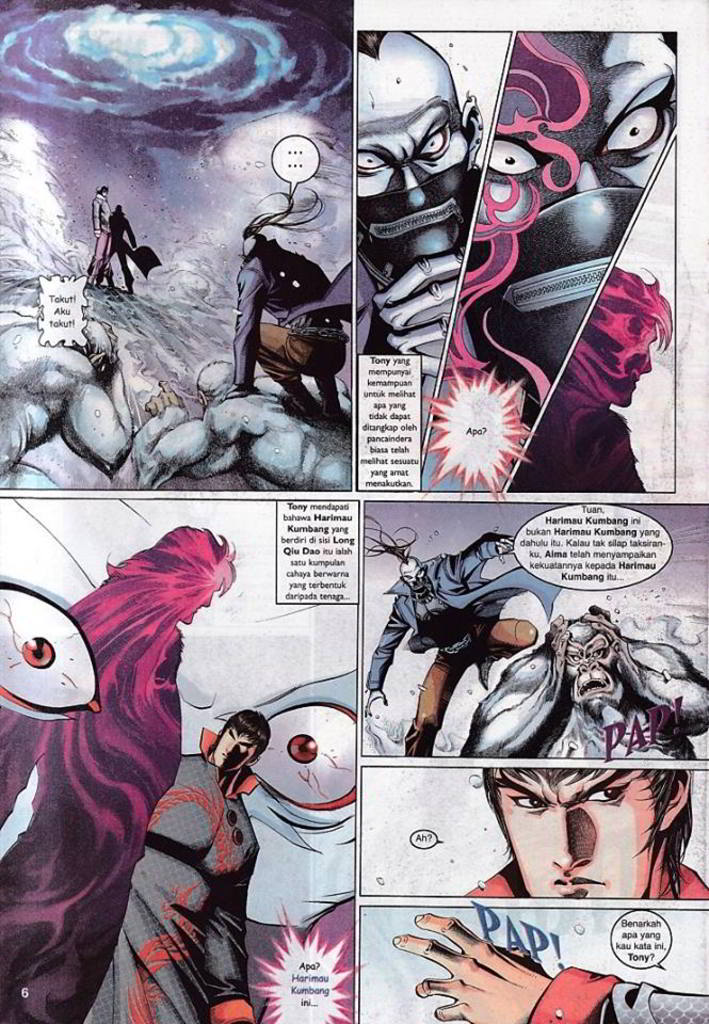 ... 
...
Takut!
Aku
takut!
Tony yang
mempunyai
kemampuan
untuk melihat
apa yang
tidak dapat
ditangkap oleh
pancaindera
biasa telah
melihat sesuatu
yang amat
menakutkan.
Apa?
Tony mendapati
bahawa Harimau
Kumbang yang
berdiri di sisi Long
Qiu Dao itu ialah
satu kumpulan
cahaya berwarna
yang terbentuk
daripada tenaga...
Apa?
Harimau
Kumbang
ini...
Tuan,
Harimau Kumbang ini
bukan Harimau Kumbang yang
dahulu itu. Kalau tak silap taksiran-
ku, Aima telah menyampaikan
kekuatannya kepada Harimau
Kumbang itu...
PAP!
Ah?
PAP!
Benarkah
apa yang
kau kata ini,
Tony?
6